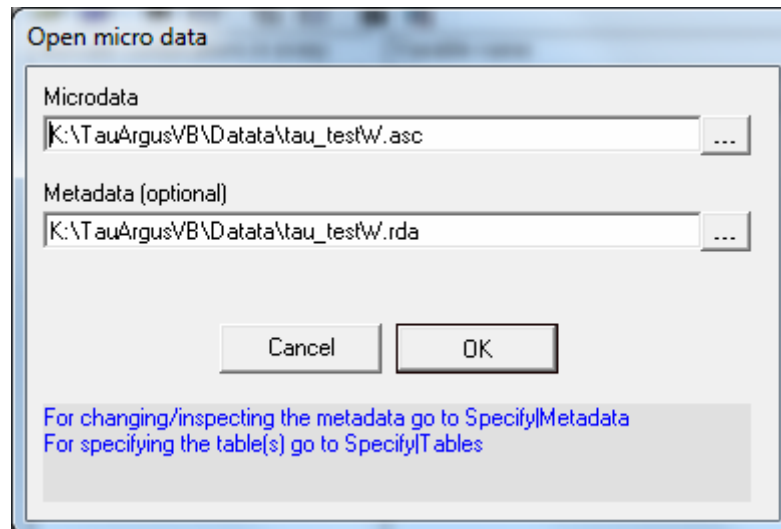 Open micro data
Microdata
K:\TauArgusVB\Datata\tau_testW.asc
...
Metadata (optional)
K:\TauArgusVB\Datata\tau_testW.rda
...
Cancel OK
For changing/inspecting the metadata go to Specify|Metadata
For specifying the table(s) go to Specify|Tables